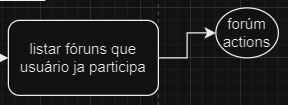 listar fóruns que
usuário ja participa
forúm
actions